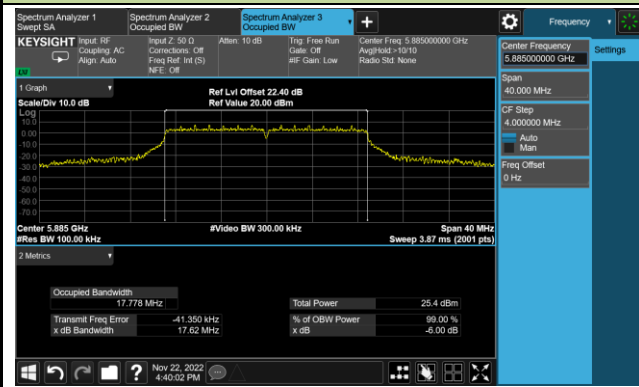 Spectrum Analyzer 1
Swept SA
Spectrum Analyzer 2
Occupied BW
Spectrum Analyzer 3
Occupied BW
Frequency
KEYSIGHT
Input: RF
Coupling: AC
Align: Auto
Input Z: 50 Ω
Corrections: Off
Freq Ref: Int (S)
NFE: Off
Atten: 10 dB
Trig: Free Run
Gate: Off
#IF Gain: Low
Center Freq: 5.885000000 GHz
Avg|Hold:>10/10
Radio Std: None
Center Frequency
5.885000000 GHz
Settings
Span
40.000 MHz
CF Step
4.000000 MHz
Auto
Man
Freq Offset
0 Hz
1 Graph
Scale/Div 10.0 dB
Ref Lvl Offset 22.40 dB
Ref Value 20.00 dBm
Log
10.0
0.00
-10.0
-20.0
-30.0
-40.0
-50.0
-60.0
-70.0
Center 5.885 GHz
#Res BW 100.00 kHz
#Video BW 300.00 kHz
Span 40 MHz
Sweep 3.87 ms (2001 pts)
2 Metrics
Occupied Bandwidth
17.778 MHz
Total Power 25.4 dBm
Transmit Freq Error -41.350 kHz
% of OBW Power 99.00 %
x dB Bandwidth 17.62 MHz
x dB -6.00 dB
Nov 22, 2022
4:40:02 PM